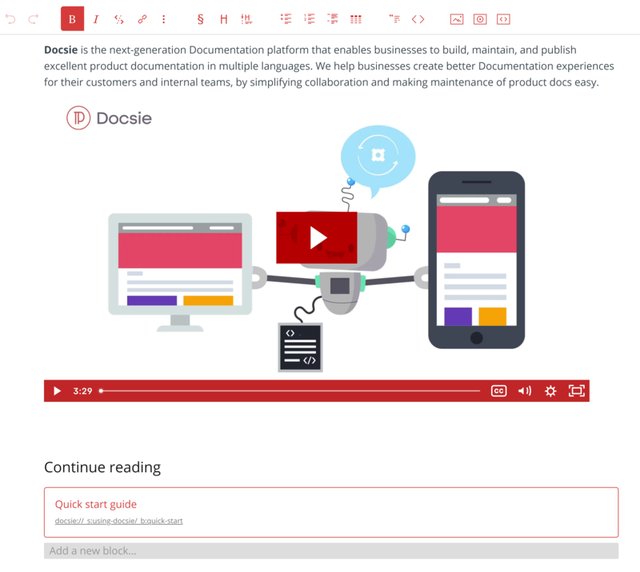 B I
§ H
Docsie is the next-generation Documentation platform that enables businesses to build, maintain, and publish
excellent product documentation in multiple languages. We help businesses create better Documentation experiences
for their customers and internal teams, by simplifying collaboration and making maintenance of product docs easy.
Docsie
3:29
CC
Continue reading
Quick start guide
docsie://_s:using-docsie/_b:quick-start
Add a new block...